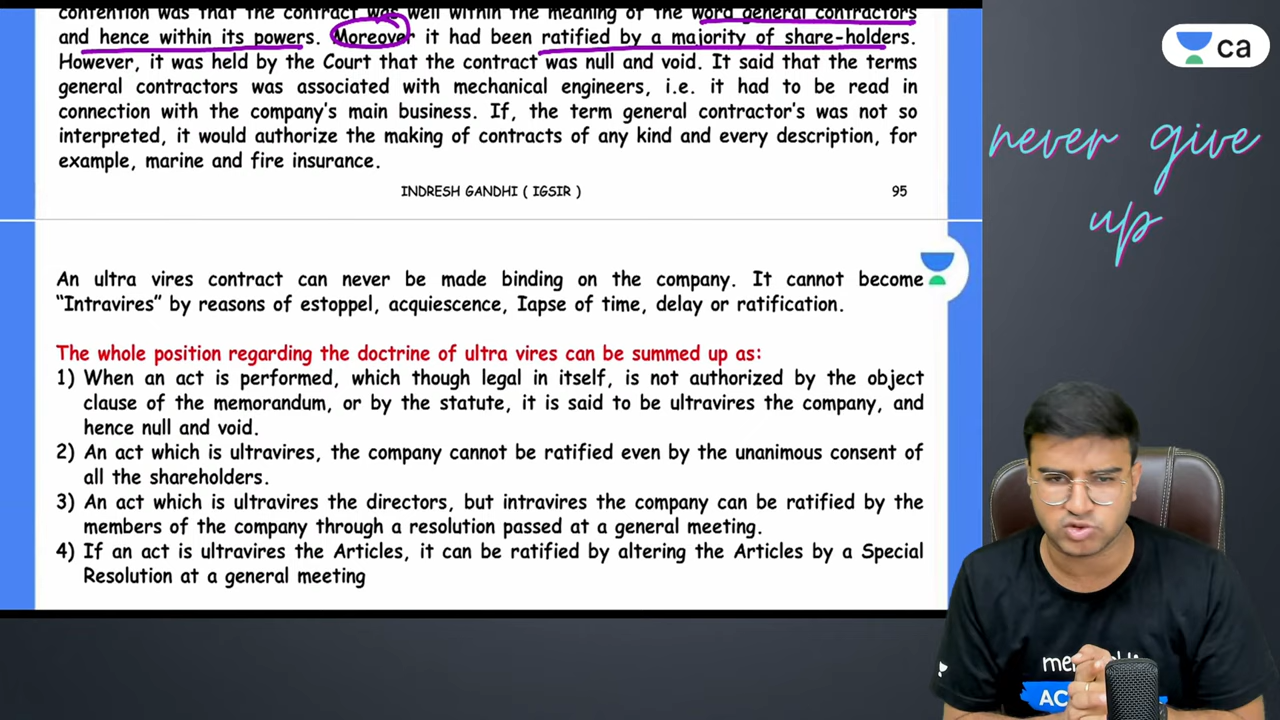 contention was that the contract was well within the meaning of the word general contractors
and hence within its powers. Moreover it had been ratified by a majority of share-holders.
However, it was held by the Court that the contract was null and void. It said that the terms
general contractors was associated with mechanical engineers, i.e. it had to be read in
connection with the company's main business. If, the term general contractor's was not so
interpreted, it would authorize the making of contracts of any kind and every description, for
example, marine and fire insurance.
INDRESH GANDHI ( IGSIR )
95
An ultra vires contract can never be made binding on the company. It cannot become
“Intravires” by reasons of estoppel, acquiescence, Iapse of time, delay or ratification.
The whole position regarding the doctrine of ultra vires can be summed up as:
1) When an act is performed, which though legal in itself, is not authorized by the object
clause of the memorandum, or by the statute, it is said to be ultravires the company, and
hence null and void.
2) An act which is ultravires, the company cannot be ratified even by the unanimous consent of
all the shareholders.
3) An act which is ultravires the directors, but intravires the company can be ratified by the
members of the company through a resolution passed at a general meeting.
4) If an act is ultravires the Articles, it can be ratified by altering the Articles by a Special
Resolution at a general meeting
ca
never give
up